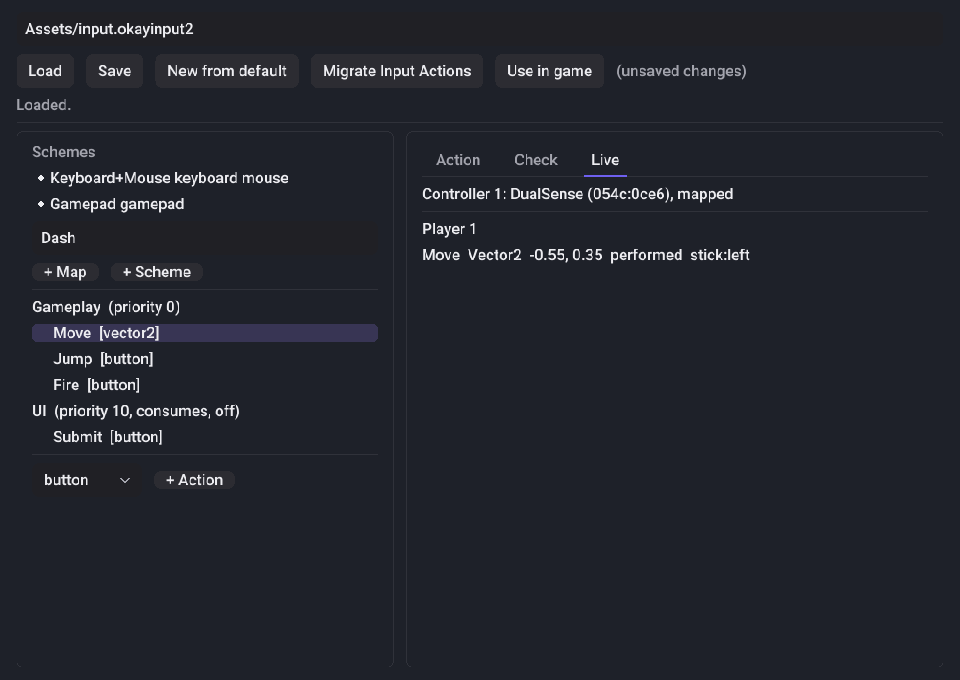 Assets/input.okayinput2
Load Save New from default Migrate Input Actions Use in game (unsaved changes)
Loaded.
Schemes
Keyboard+Mouse keyboard mouse
Gamepad gamepad
Dash
+ Map + Scheme
Gameplay (priority 0)
Move [vector2]
Jump [button]
Fire [button]
UI (priority 10, consumes, off)
Submit [button]
button + Action
Action Check Live
Controller 1: DualSense (054c:0ce6), mapped
Player 1
Move Vector2 -0.55, 0.35 performed stick:left